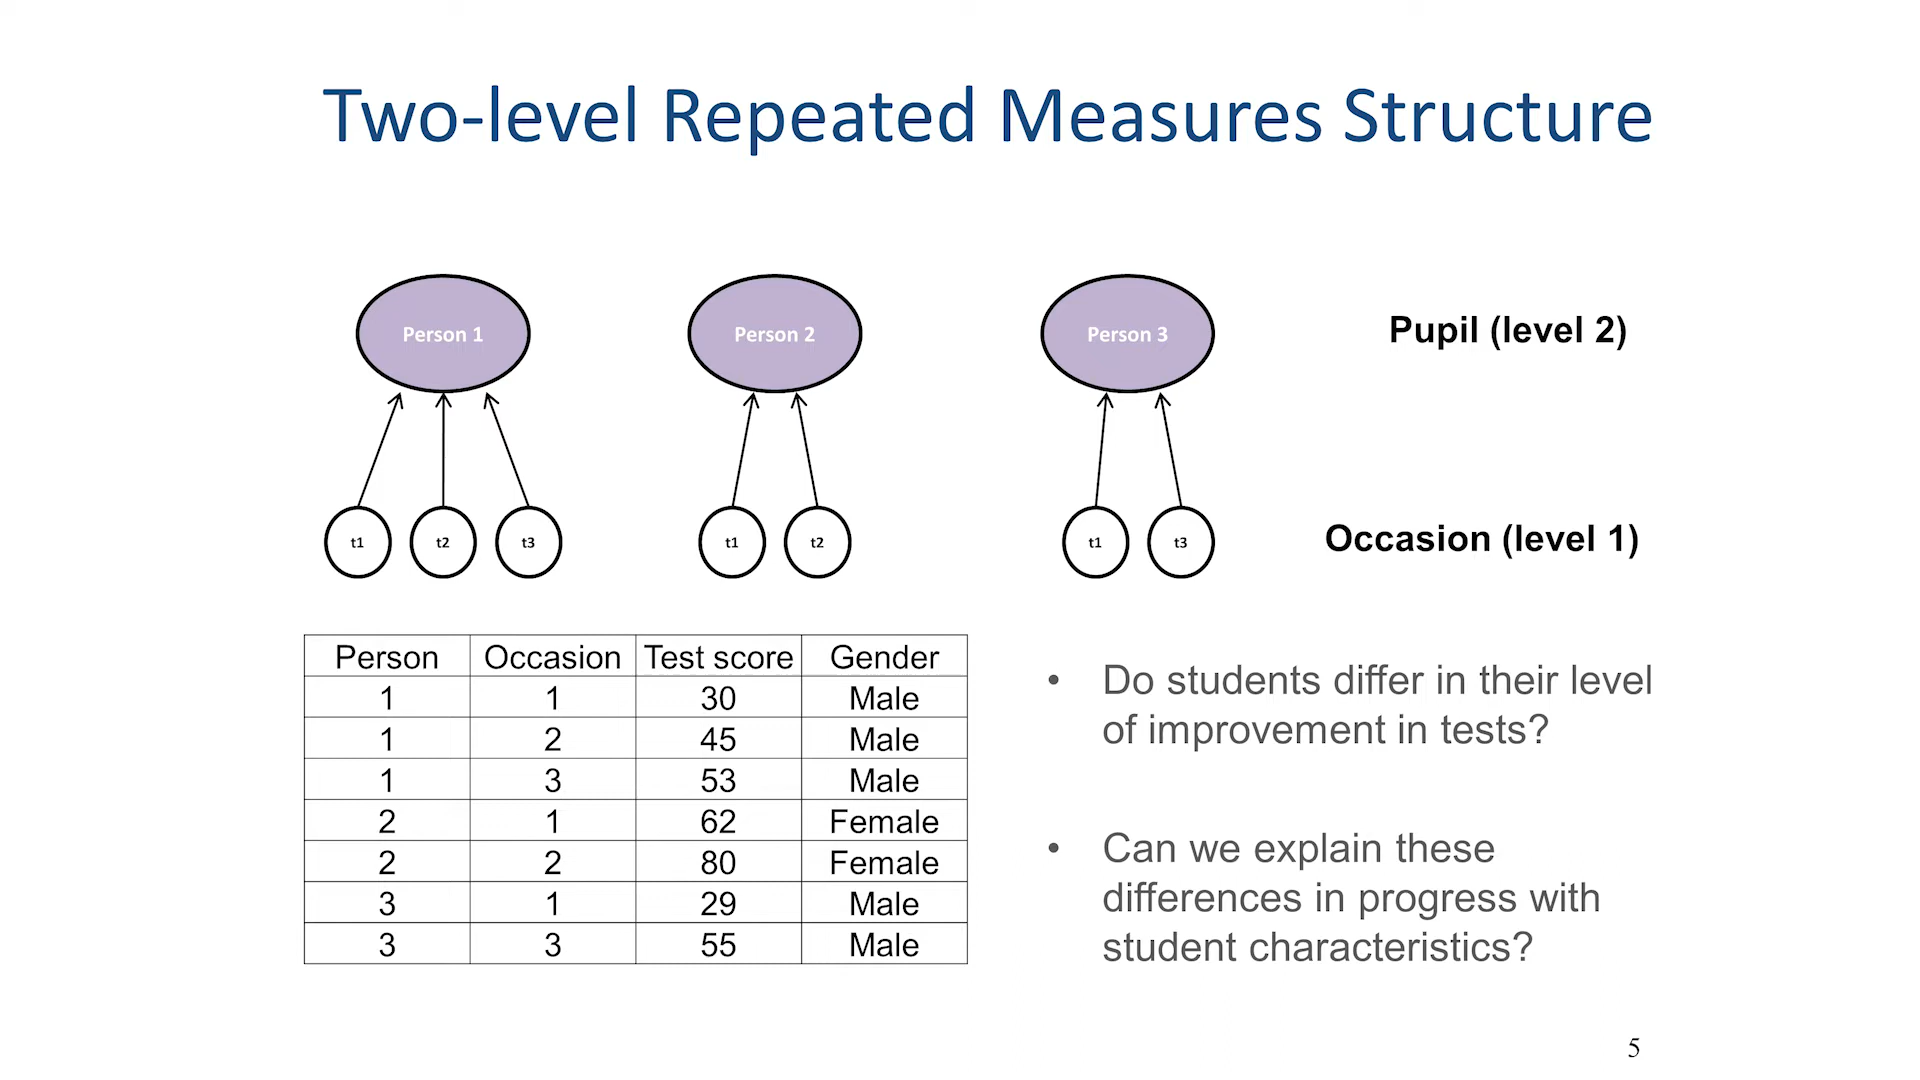 Two-level Repeated Measures Structure
Person 1 Person 2 Person 3 Pupil (level 2)
t1 t2 t3 t1 t2 t1 t3 Occasion (level 1)
Person Occasion Test score Gender
1 1 30 Male
1 2 45 Male
1 3 53 Male
2 1 62 Female
2 2 80 Female
3 1 29 Male
3 3 55 Male
• Do students differ in their level
of improvement in tests?
• Can we explain these
differences in progress with
student characteristics?
5